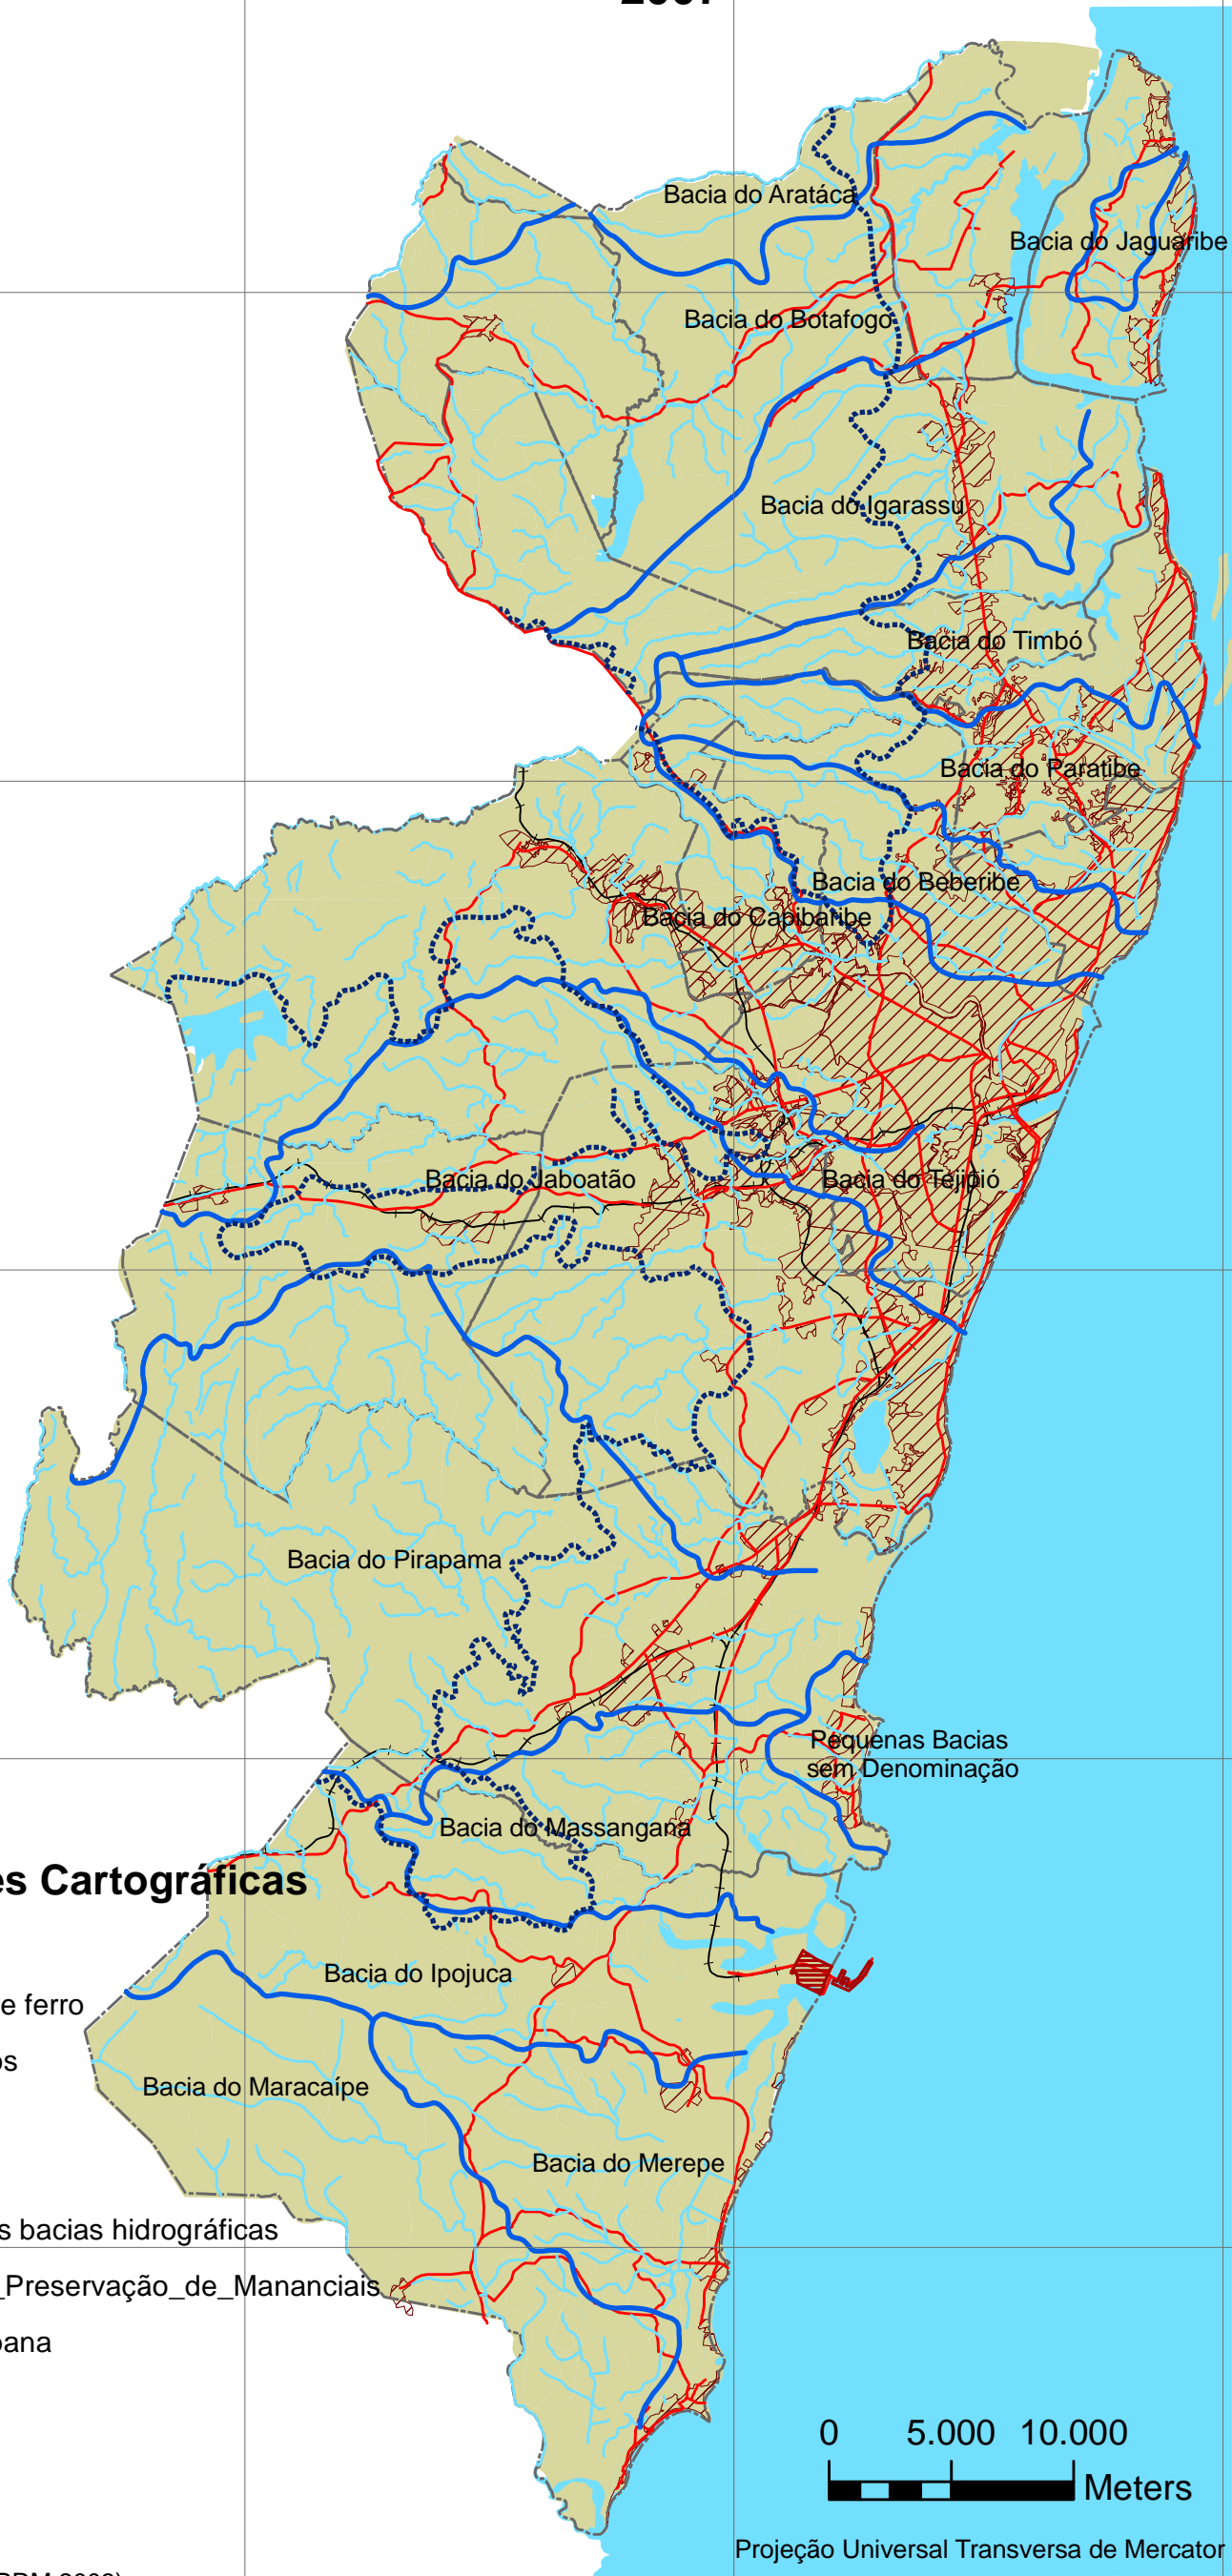 Bacia do Aratáca
Bacia do Jaguaribe
Bacia do Botafogo
Bacia do Igarassu
Bacia do Timbó
Bacia do Paratibe
Bacia do Beberibe
Bacia do Capibaribe
Bacia do Jaboatão
Bacia do Tejipió
Bacia do Pirapama
Pequenas Bacias
sem Denominação
Bacia do Massangana
es Cartográficas
Bacia do Ipojuca
e ferro
os
Bacia do Maracaípe
Bacia do Merepe
s bacias hidrográficas
_Preservação_de_Mananciais
bana
0 5.000 10.000
Meters
Projeção Universal Transversa de Mercator